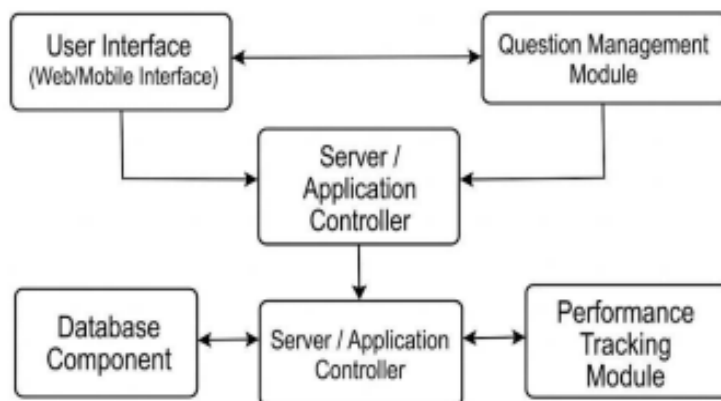 User Interface
(Web/Mobile Interface)
Question Management
Module
Server /
Application
Controller
Database
Component
Server / Application
Controller
Performance
Tracking
Module